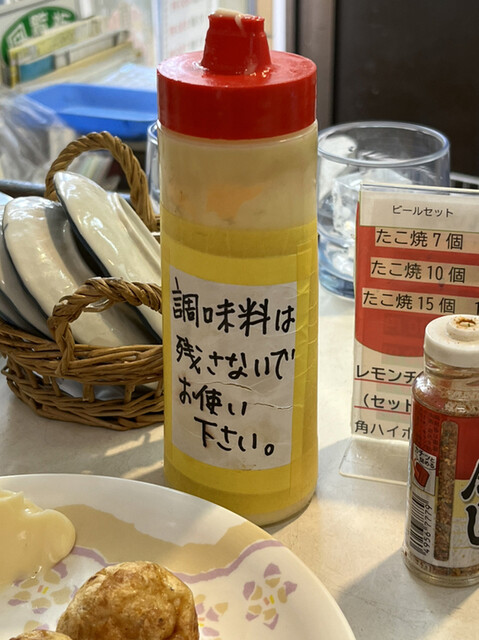 調味料は
残さないで
お使い
下さい。
ビールセット
たこ焼7個
たこ焼10個
たこ焼15個
レモンチ
(セット
角ハイボ